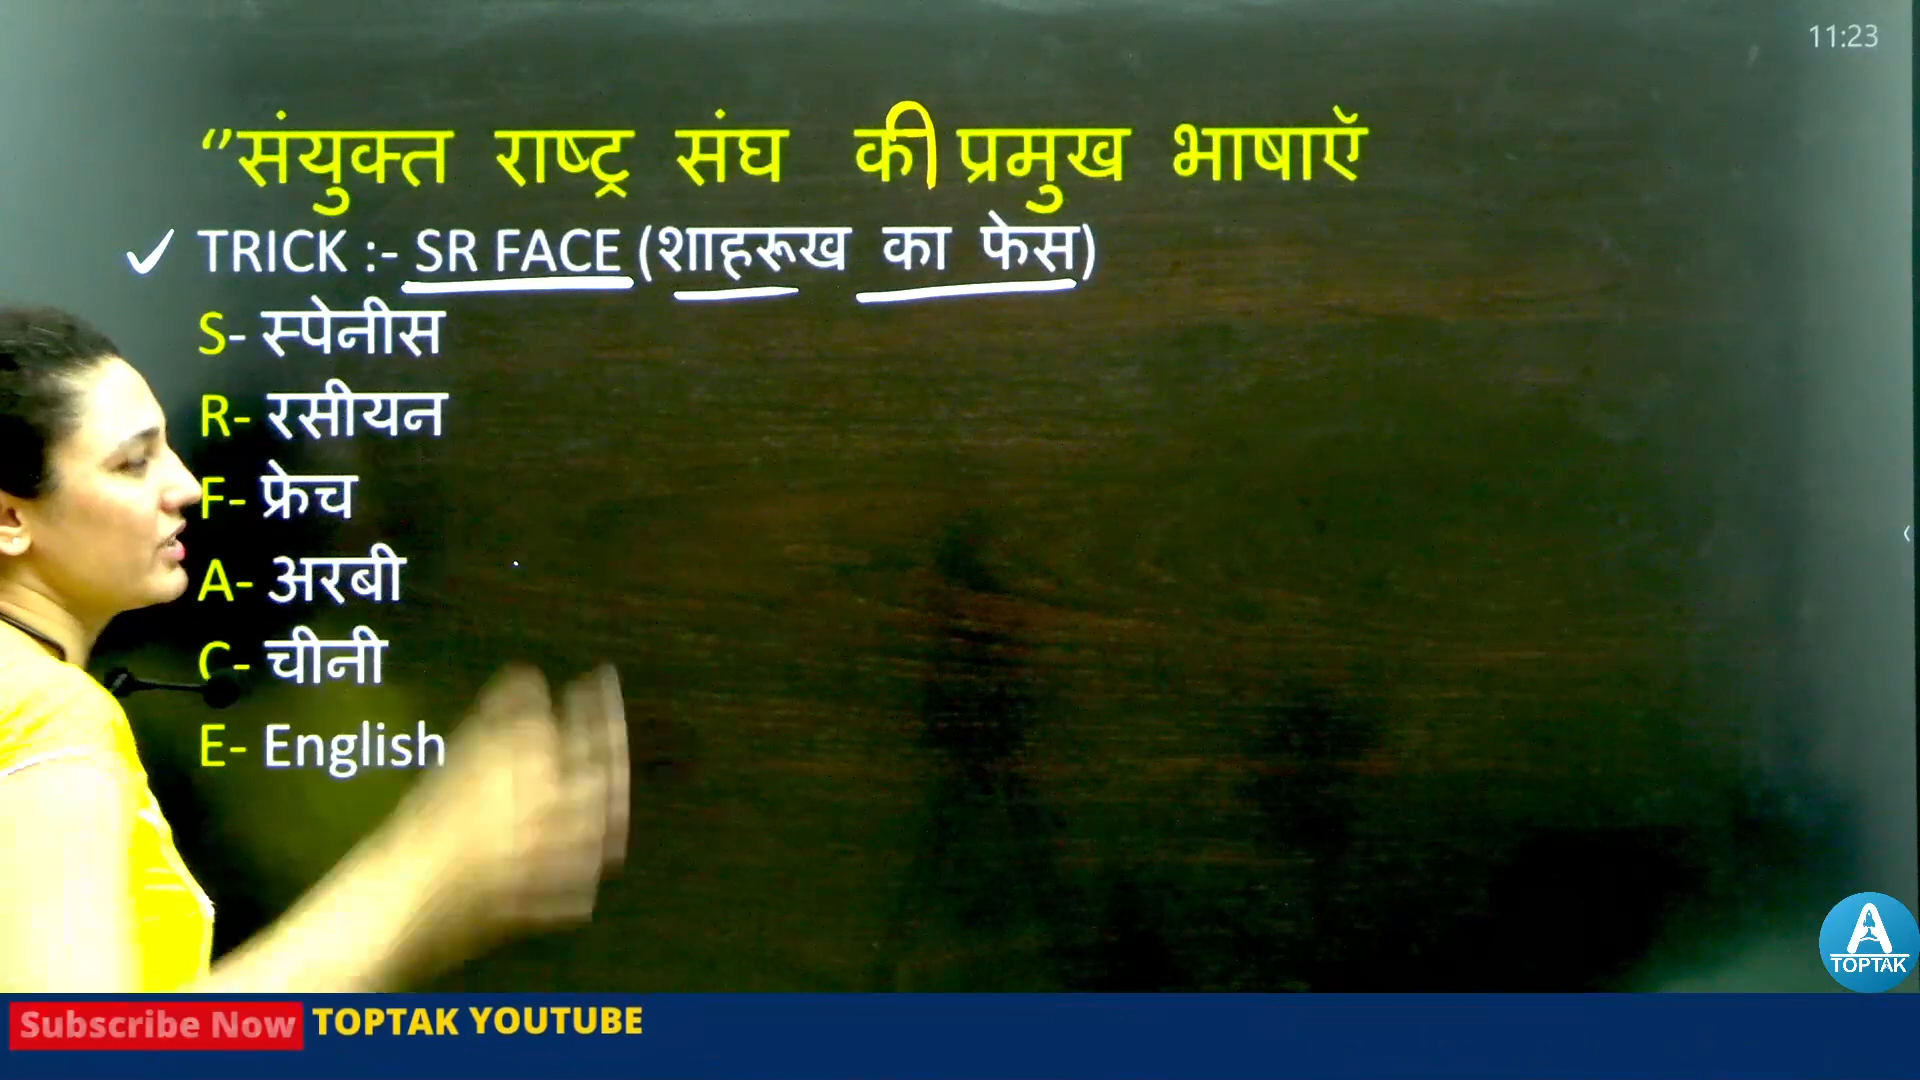 11:23
“संयुक्त राष्ट्र संघ की प्रमुख भाषाऍ
TRICK :- SR FACE (शाहरूख का फेस)
S- स्पेनीस
R- रसीयन
F- फ्रेच
A- अरबी
C- चीनी
E- English
A
TOPTAK
Subscribe Now TOPTAK YOUTUBE